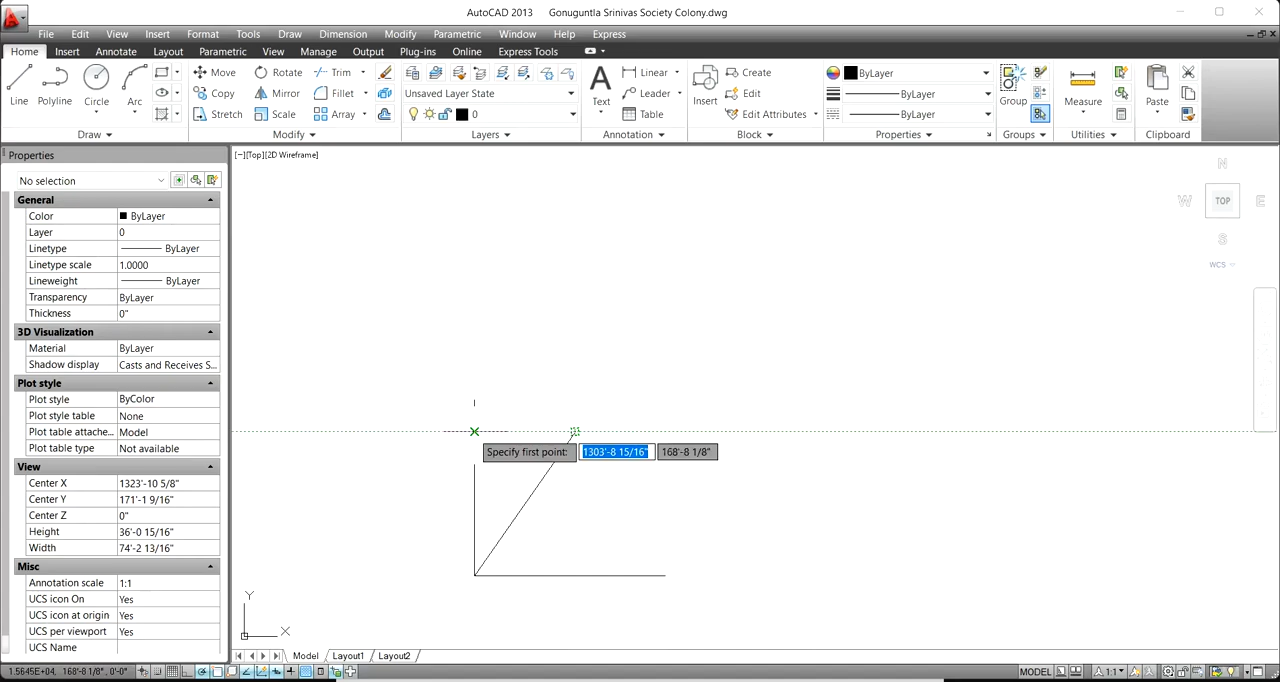 AutoCAD 2013 Gonuguntla Srinivas Society Colony.dwg
File Edit View Insert Format Tools Draw Dimension Modify Parametric Window Help Express
Home Insert Annotate Layout Parametric View Manage Output Plug-ins Online Express Tools
Move Rotate Trim Unsaved Layer State Linear Create ByLayer
Copy Mirror Fillet Leader Edit ByLayer
Line Polyline Circle Arc Text Insert Group Measure Paste
Stretch Scale Array 0 Table Edit Attributes ByLayer
Draw Modify Layers Annotation Block Properties Groups Utilities Clipboard
Properties
[−][Top][2D Wireframe]
N
No selection
W TOP E
General
Color ByLayer
Layer 0
S
Linetype ByLayer
Linetype scale 1.0000
WCS
Lineweight ByLayer
Transparency ByLayer
Thickness 0"
3D Visualization
Material ByLayer
Shadow display Casts and Receives S...
Plot style
Plot style ByColor
Plot style table None
Plot table attache... Model
Plot table type Not available
Specify first point: 1303'-8 15/16" 168'-8 1/8"
View
Center X 1323'-10 5/8"
Center Y 171'-1 9/16"
Center Z 0"
Height 36'-0 15/16"
Width 74'-2 13/16"
Misc
Annotation scale 1:1
UCS icon On Yes
UCS icon at origin Yes
UCS per viewport Yes
UCS Name
Y
X
Model Layout1 Layout2
1.5645E+04, 168'-8 1/8", 0'-0" MODEL 1:1